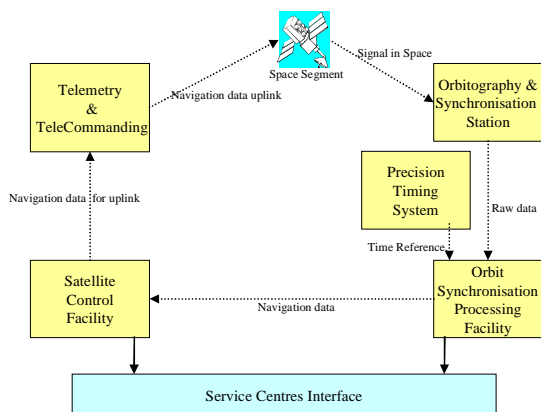 Space Segment
Signal in Space
Telemetry
&
TeleCommanding
Navigation data uplink
Orbitography &
Synchronisation
Station
Precision
Timing
System
Navigation data for uplink
Raw data
Time Reference
Satellite
Control
Facility
Navigation data
Orbit
Synchronisation
Processing
Facility
Service Centres Interface